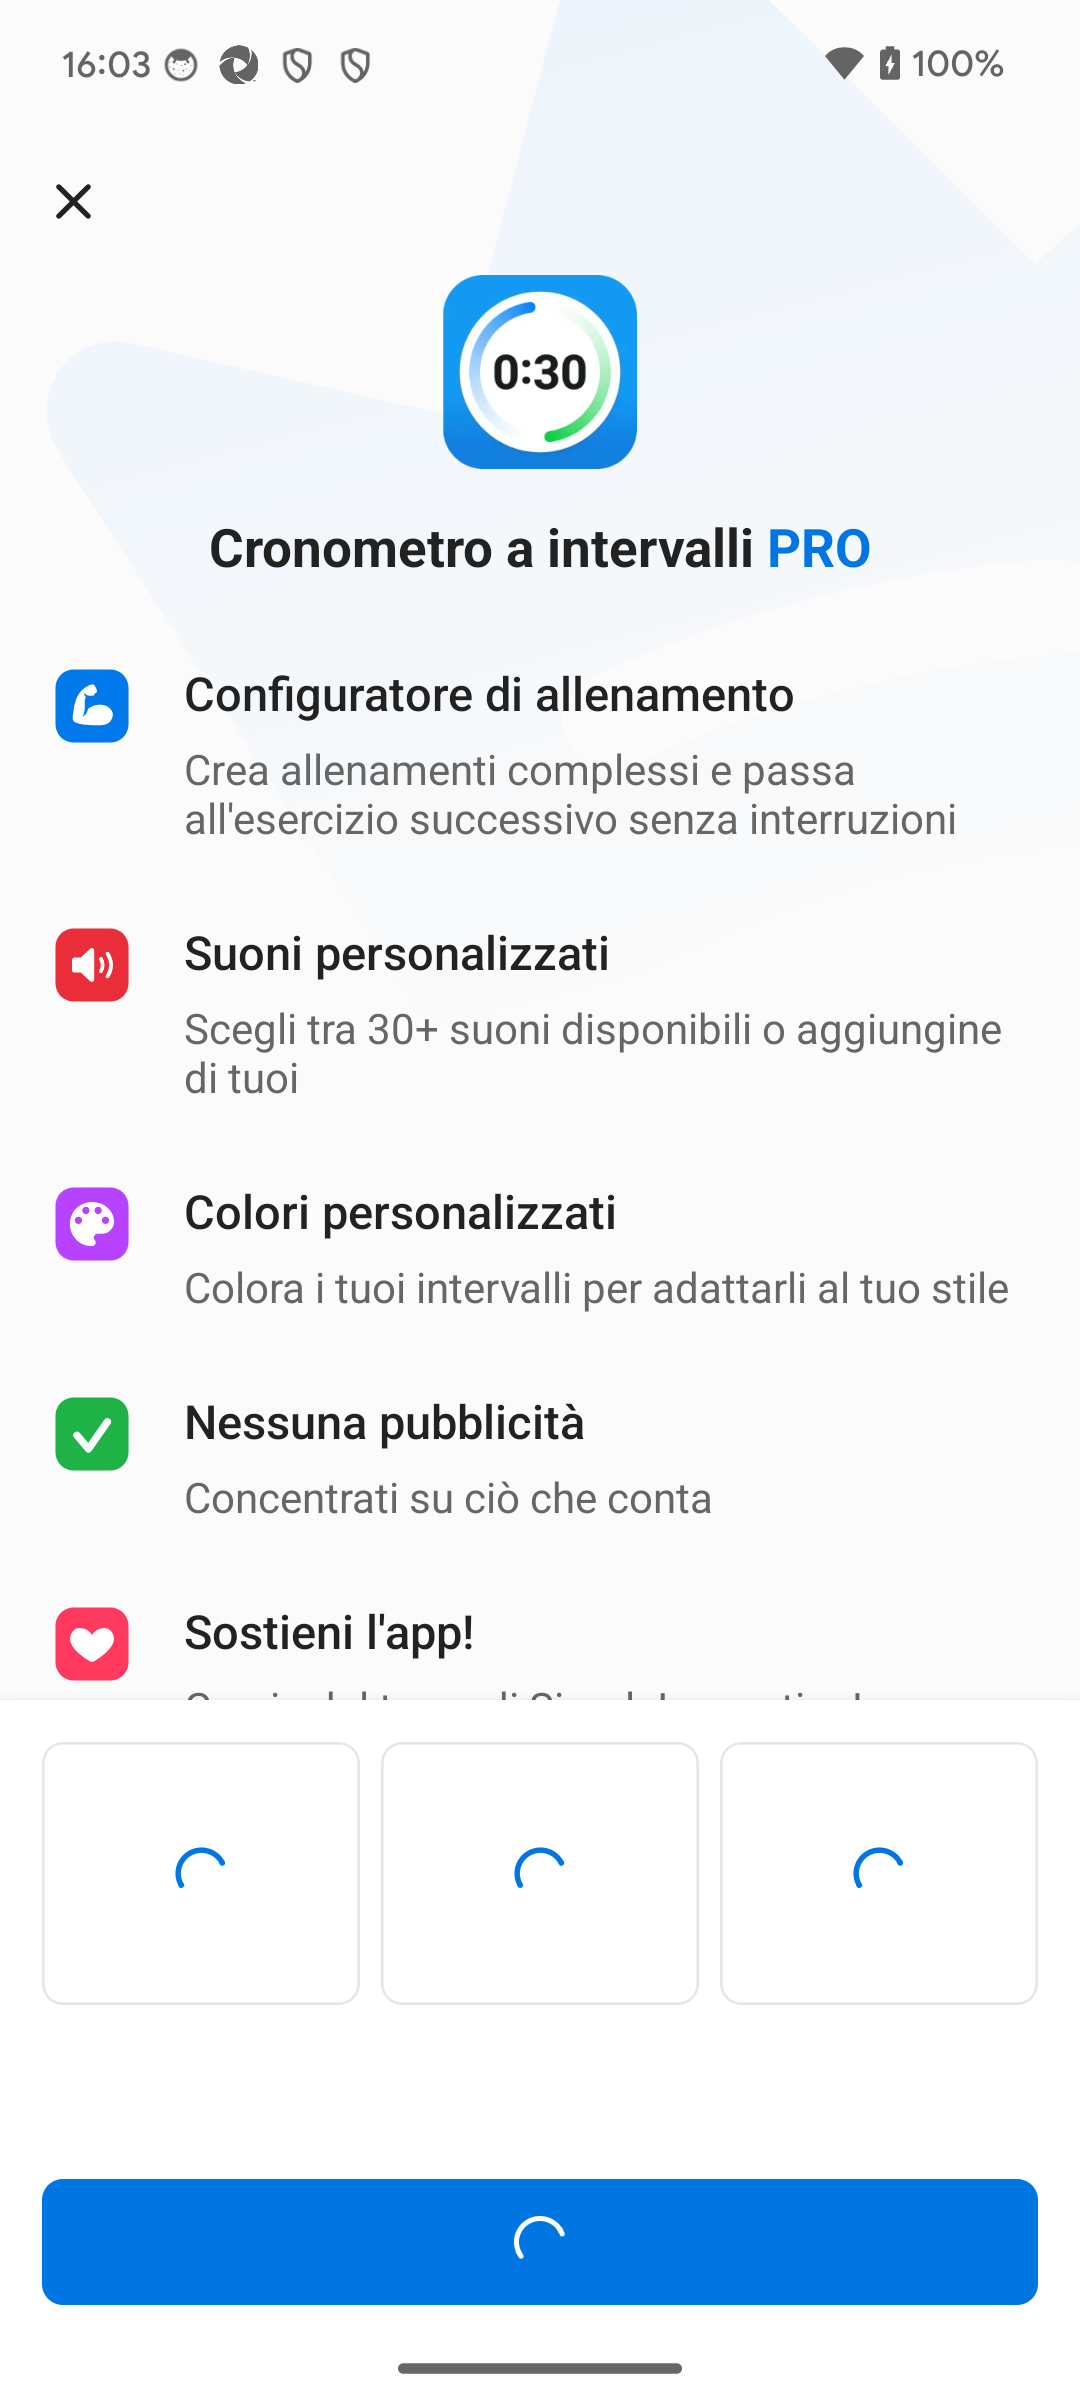 16:03
100%
0:30
Cronometro a intervalli PRO
Configuratore di allenamento
Crea allenamenti complessi e passa
all'esercizio successivo senza interruzioni
Suoni personalizzati
Scegli tra 30+ suoni disponibili o aggiungine
di tuoi
Colori personalizzati
Colora i tuoi intervalli per adattarli al tuo stile
Nessuna pubblicità
Concentrati su ciò che conta
Sostieni l'app!